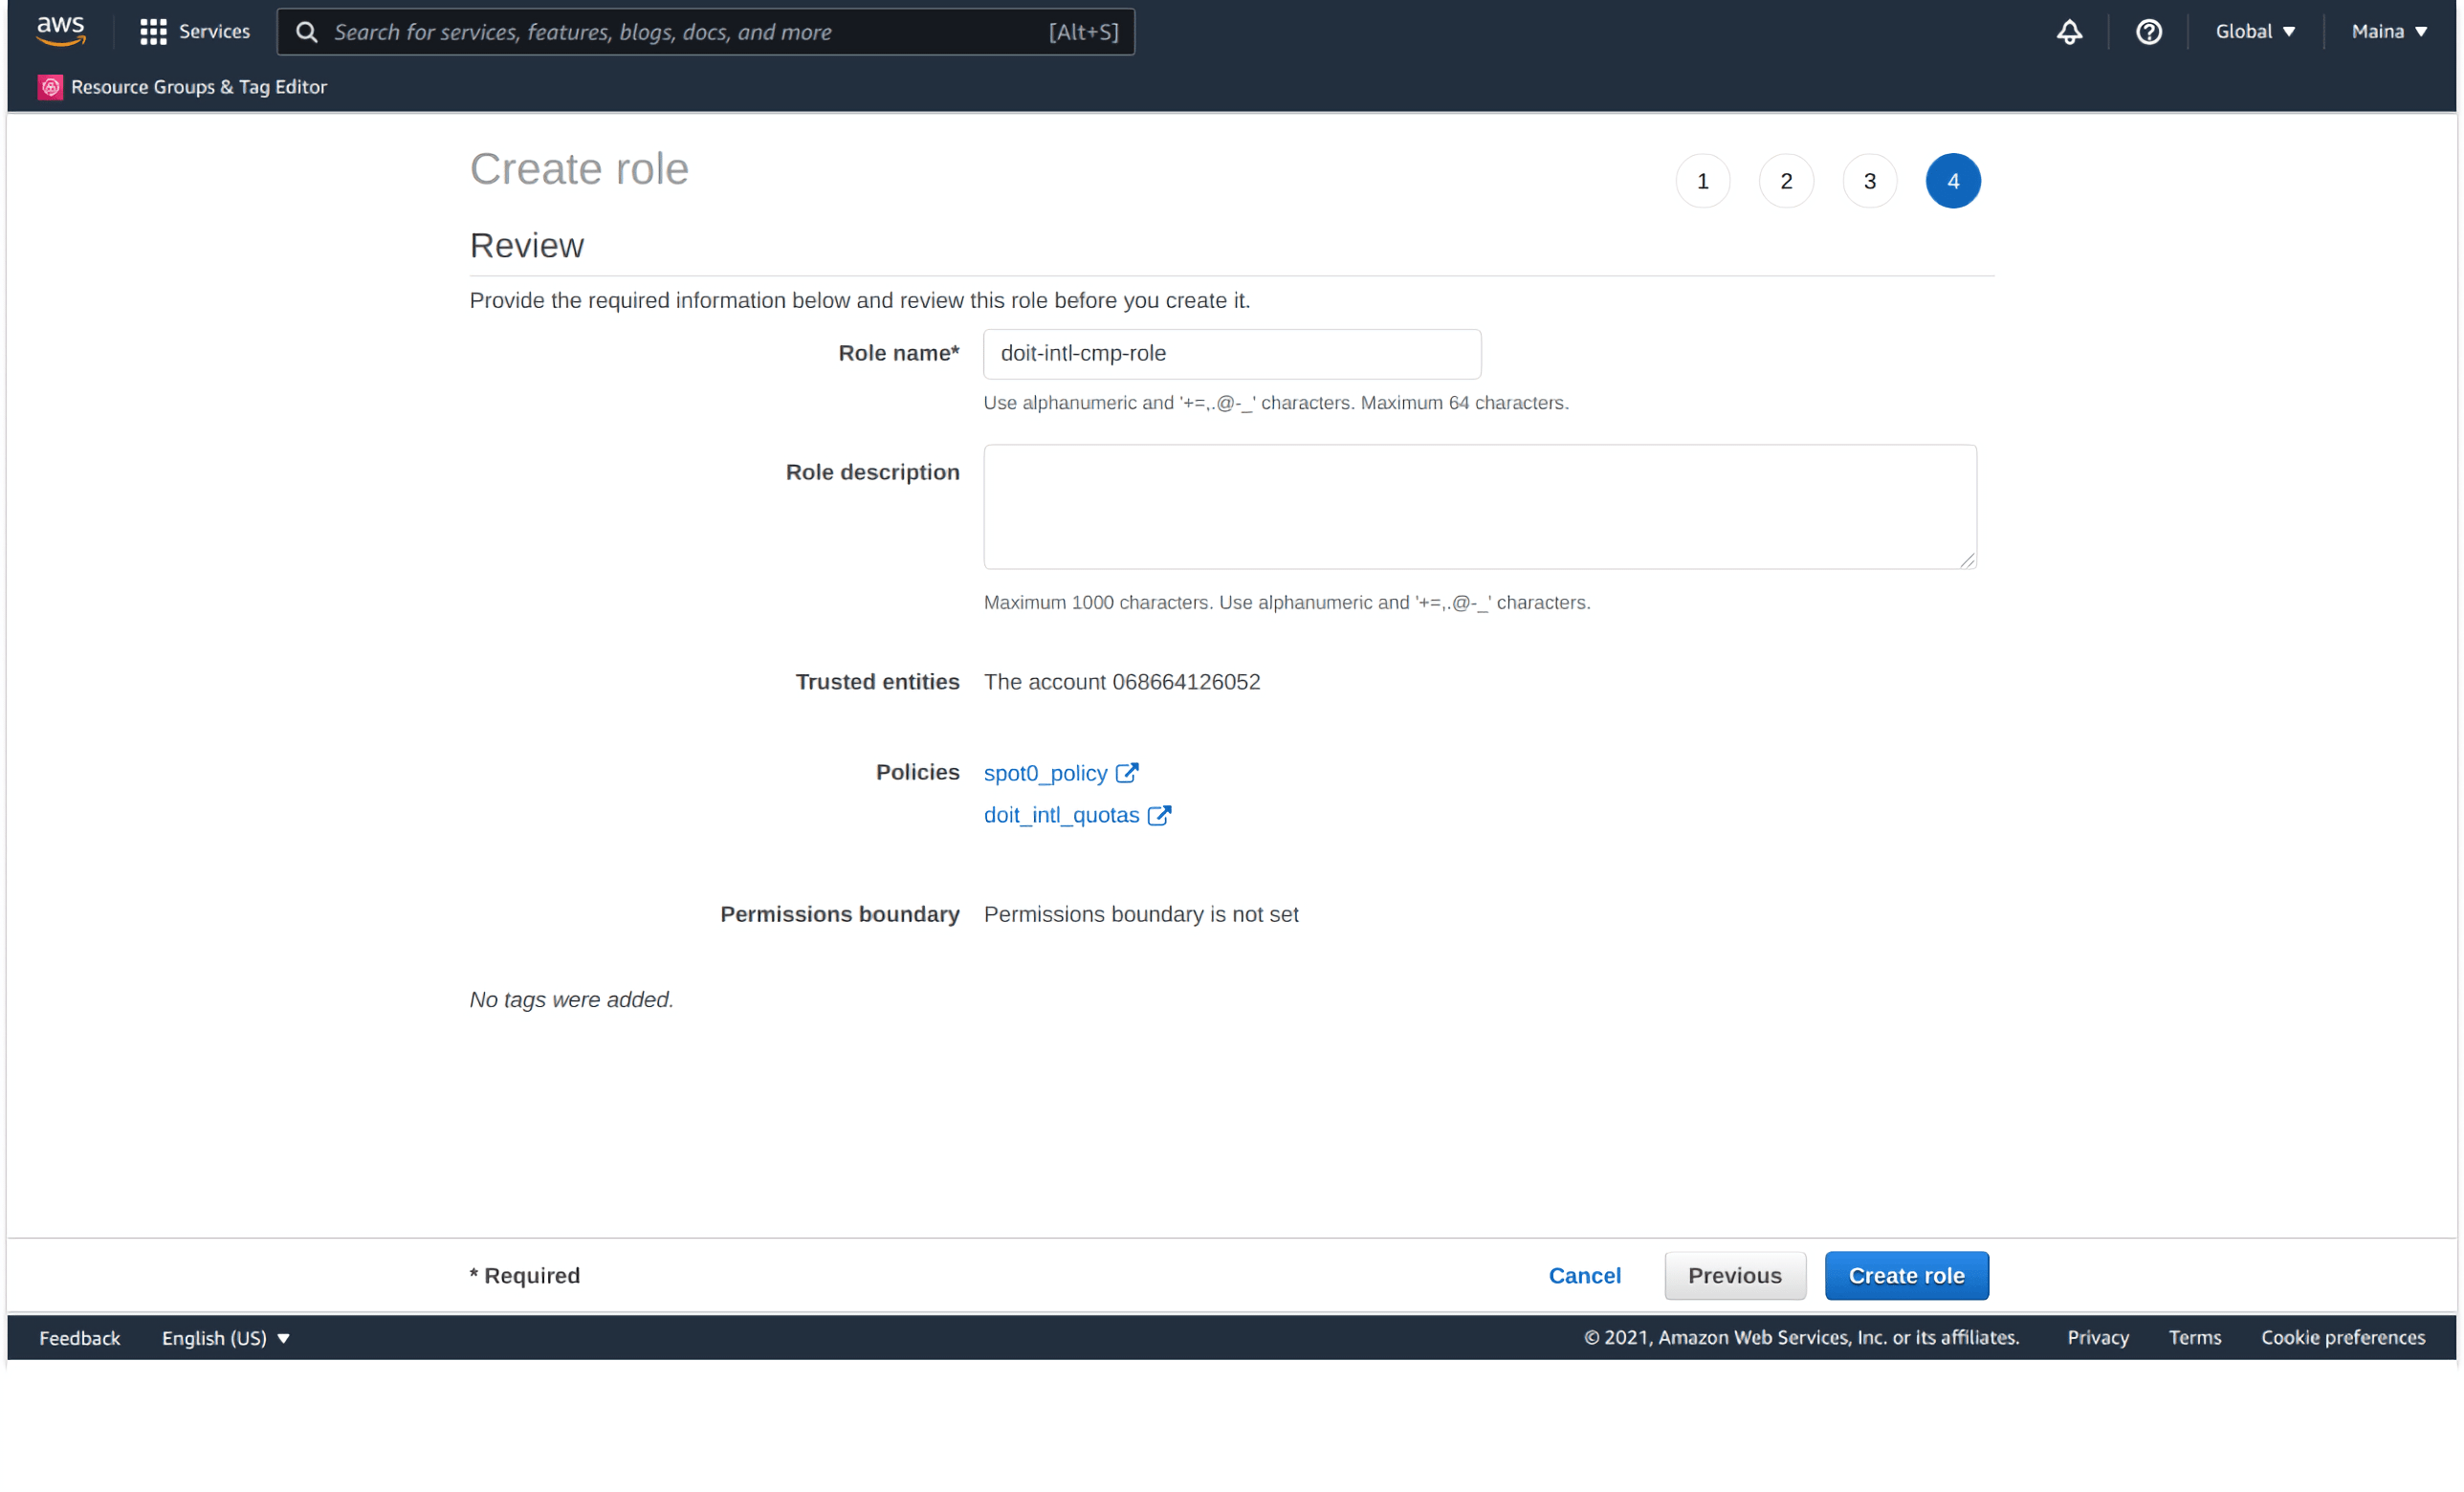 aws Services Search for services, features, blogs, docs, and more [Alt+S] Global Maina
Resource Groups & Tag Editor
Create role 1 2 3 4
Review
Provide the required information below and review this role before you create it.
Role name* doit-intl-cmp-role
Use alphanumeric and '+=,.@-_' characters. Maximum 64 characters.
Role description
Maximum 1000 characters. Use alphanumeric and '+=,.@-_' characters.
Trusted entities The account 068664126052
Policies spot0_policy
doit_intl_quotas
Permissions boundary Permissions boundary is not set
No tags were added.
* Required Cancel Previous Create role
Feedback English (US) © 2021, Amazon Web Services, Inc. or its affiliates. Privacy Terms Cookie preferences